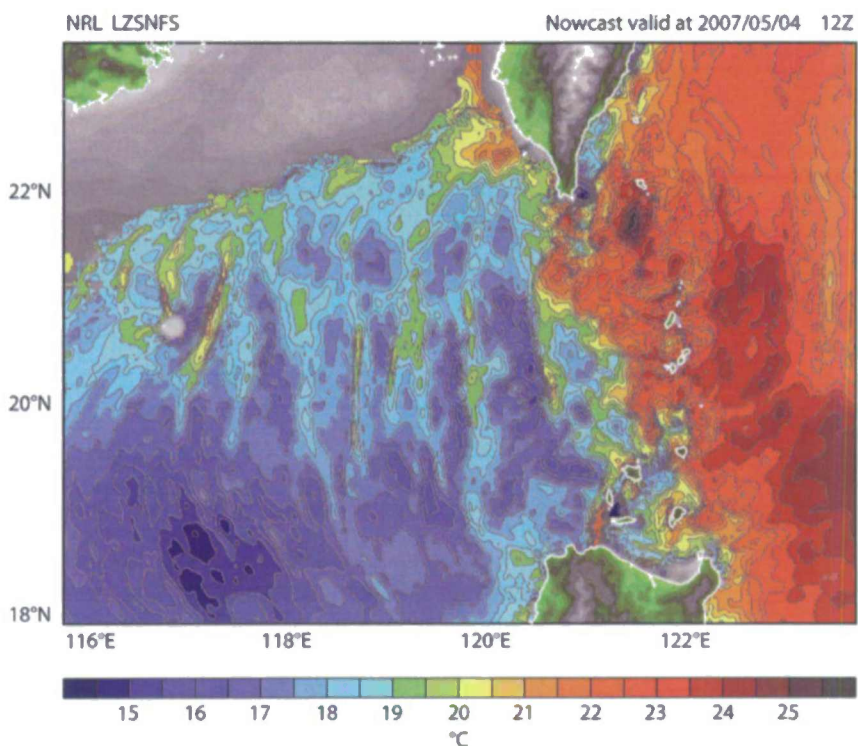 NRL LZSNFS Nowcast valid at 2007/05/04 12Z
22°N
20°N
18°N
116°E 118°E 120°E 122°E
15 16 17 18 19 20 21 22 23 24 25
°C